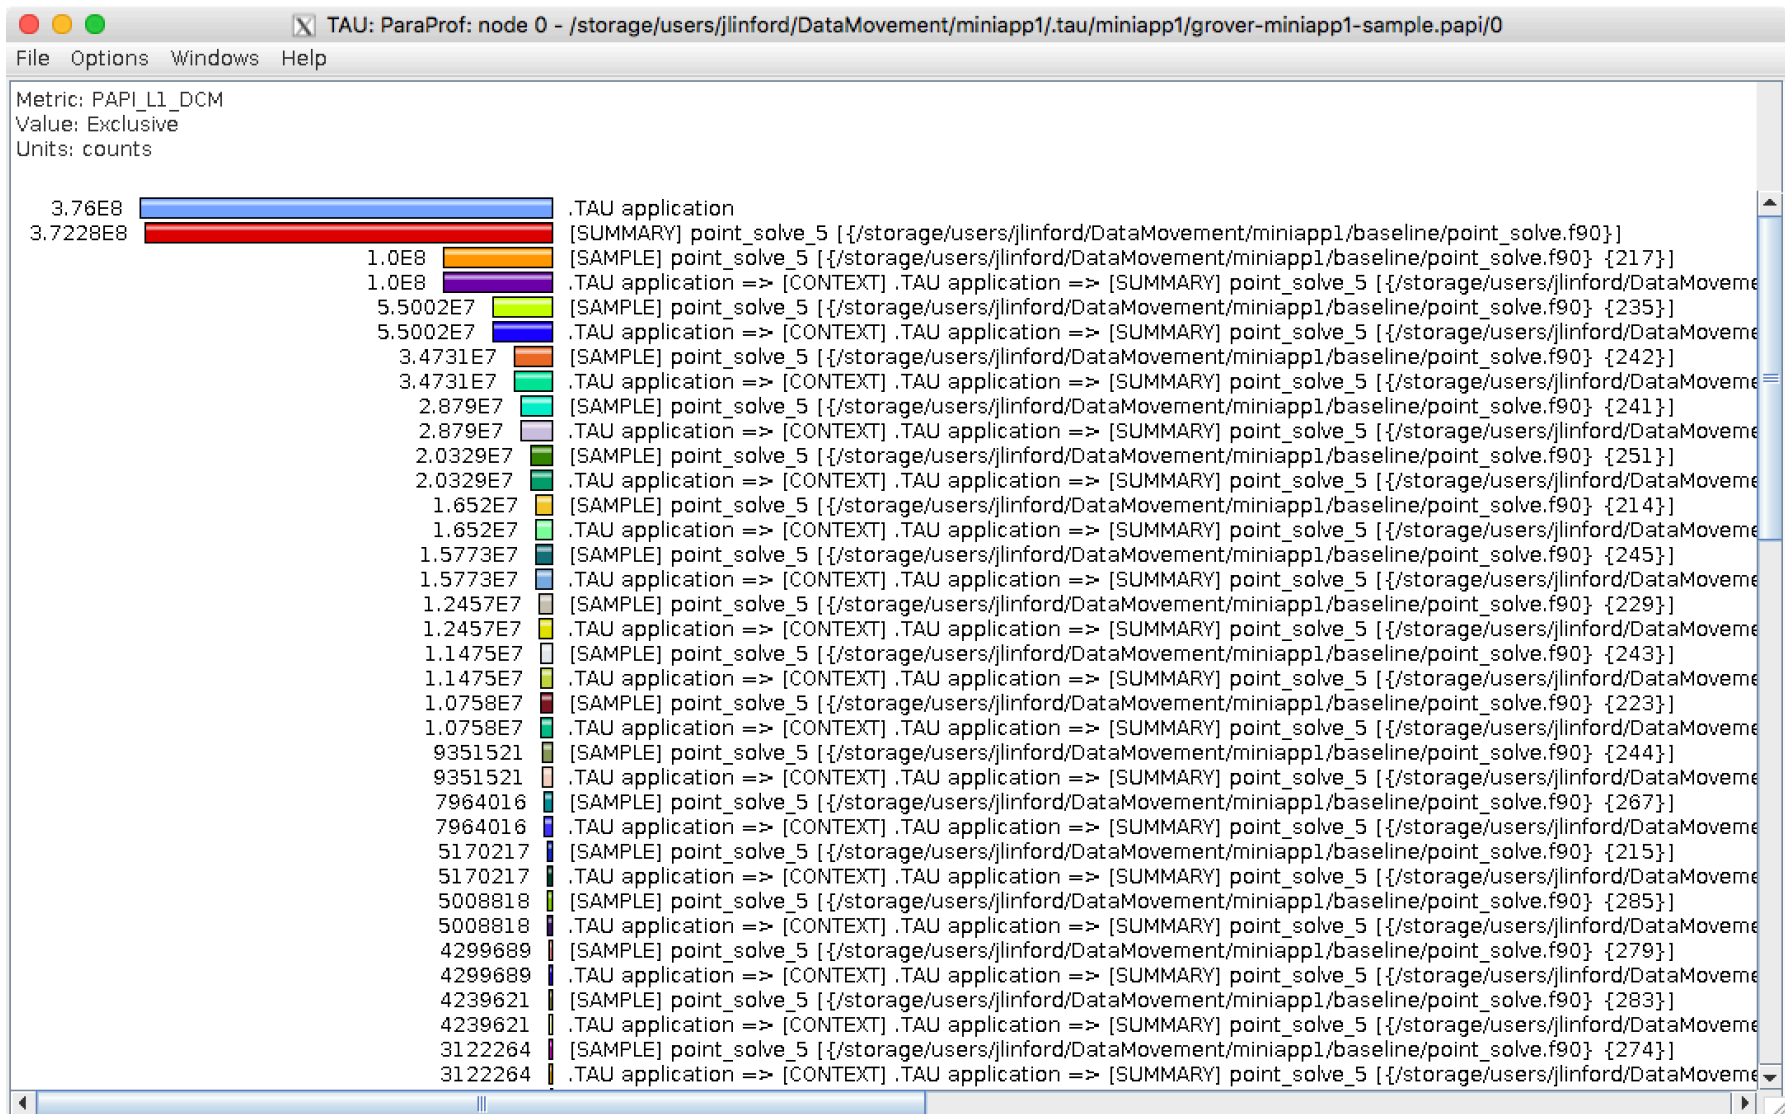 TAU: ParaProf: node 0 - /storage/users/jlinford/DataMovement/miniapp1/.tau/miniapp1/grover-miniapp1-sample.papi/0
File Options Windows Help
Metric: PAPI_L1_DCM
Value: Exclusive
Units: counts
3.76E8 .TAU application
3.7228E8 [SUMMARY] point_solve_5 [{/storage/users/jlinford/DataMovement/miniapp1/baseline/point_solve.f90}]
1.0E8 [SAMPLE] point_solve_5 [{/storage/users/jlinford/DataMovement/miniapp1/baseline/point_solve.f90} {217}]
1.0E8 .TAU application => [CONTEXT] .TAU application => [SUMMARY] point_solve_5 [{/storage/users/jlinford/DataMoveme
5.5002E7 [SAMPLE] point_solve_5 [{/storage/users/jlinford/DataMovement/miniapp1/baseline/point_solve.f90} {235}]
5.5002E7 .TAU application => [CONTEXT] .TAU application => [SUMMARY] point_solve_5 [{/storage/users/jlinford/DataMoveme
3.4731E7 [SAMPLE] point_solve_5 [{/storage/users/jlinford/DataMovement/miniapp1/baseline/point_solve.f90} {242}]
3.4731E7 .TAU application => [CONTEXT] .TAU application => [SUMMARY] point_solve_5 [{/storage/users/jlinford/DataMoveme
2.879E7 [SAMPLE] point_solve_5 [{/storage/users/jlinford/DataMovement/miniapp1/baseline/point_solve.f90} {241}]
2.879E7 .TAU application => [CONTEXT] .TAU application => [SUMMARY] point_solve_5 [{/storage/users/jlinford/DataMoveme
2.0329E7 [SAMPLE] point_solve_5 [{/storage/users/jlinford/DataMovement/miniapp1/baseline/point_solve.f90} {251}]
2.0329E7 .TAU application => [CONTEXT] .TAU application => [SUMMARY] point_solve_5 [{/storage/users/jlinford/DataMoveme
1.652E7 [SAMPLE] point_solve_5 [{/storage/users/jlinford/DataMovement/miniapp1/baseline/point_solve.f90} {214}]
1.652E7 .TAU application => [CONTEXT] .TAU application => [SUMMARY] point_solve_5 [{/storage/users/jlinford/DataMoveme
1.5773E7 [SAMPLE] point_solve_5 [{/storage/users/jlinford/DataMovement/miniapp1/baseline/point_solve.f90} {245}]
1.5773E7 .TAU application => [CONTEXT] .TAU application => [SUMMARY] point_solve_5 [{/storage/users/jlinford/DataMoveme
1.2457E7 [SAMPLE] point_solve_5 [{/storage/users/jlinford/DataMovement/miniapp1/baseline/point_solve.f90} {229}]
1.2457E7 .TAU application => [CONTEXT] .TAU application => [SUMMARY] point_solve_5 [{/storage/users/jlinford/DataMoveme
1.1475E7 [SAMPLE] point_solve_5 [{/storage/users/jlinford/DataMovement/miniapp1/baseline/point_solve.f90} {243}]
1.1475E7 .TAU application => [CONTEXT] .TAU application => [SUMMARY] point_solve_5 [{/storage/users/jlinford/DataMoveme
1.0758E7 [SAMPLE] point_solve_5 [{/storage/users/jlinford/DataMovement/miniapp1/baseline/point_solve.f90} {223}]
1.0758E7 .TAU application => [CONTEXT] .TAU application => [SUMMARY] point_solve_5 [{/storage/users/jlinford/DataMoveme
9351521 [SAMPLE] point_solve_5 [{/storage/users/jlinford/DataMovement/miniapp1/baseline/point_solve.f90} {244}]
9351521 .TAU application => [CONTEXT] .TAU application => [SUMMARY] point_solve_5 [{/storage/users/jlinford/DataMoveme
7964016 [SAMPLE] point_solve_5 [{/storage/users/jlinford/DataMovement/miniapp1/baseline/point_solve.f90} {267}]
7964016 .TAU application => [CONTEXT] .TAU application => [SUMMARY] point_solve_5 [{/storage/users/jlinford/DataMoveme
5170217 [SAMPLE] point_solve_5 [{/storage/users/jlinford/DataMovement/miniapp1/baseline/point_solve.f90} {215}]
5170217 .TAU application => [CONTEXT] .TAU application => [SUMMARY] point_solve_5 [{/storage/users/jlinford/DataMoveme
5008818 [SAMPLE] point_solve_5 [{/storage/users/jlinford/DataMovement/miniapp1/baseline/point_solve.f90} {285}]
5008818 .TAU application => [CONTEXT] .TAU application => [SUMMARY] point_solve_5 [{/storage/users/jlinford/DataMoveme
4299689 [SAMPLE] point_solve_5 [{/storage/users/jlinford/DataMovement/miniapp1/baseline/point_solve.f90} {279}]
4299689 .TAU application => [CONTEXT] .TAU application => [SUMMARY] point_solve_5 [{/storage/users/jlinford/DataMoveme
4239621 [SAMPLE] point_solve_5 [{/storage/users/jlinford/DataMovement/miniapp1/baseline/point_solve.f90} {283}]
4239621 .TAU application => [CONTEXT] .TAU application => [SUMMARY] point_solve_5 [{/storage/users/jlinford/DataMoveme
3122264 [SAMPLE] point_solve_5 [{/storage/users/jlinford/DataMovement/miniapp1/baseline/point_solve.f90} {274}]
3122264 .TAU application => [CONTEXT] .TAU application => [SUMMARY] point_solve_5 [{/storage/users/jlinford/DataMoveme